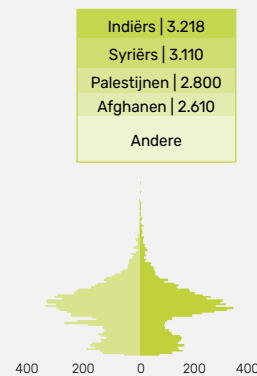 Indiërs | 3.218
Syriërs | 3.110
Palestijnen | 2.800
Afghanen | 2.610
Andere
400 200 0 200 400